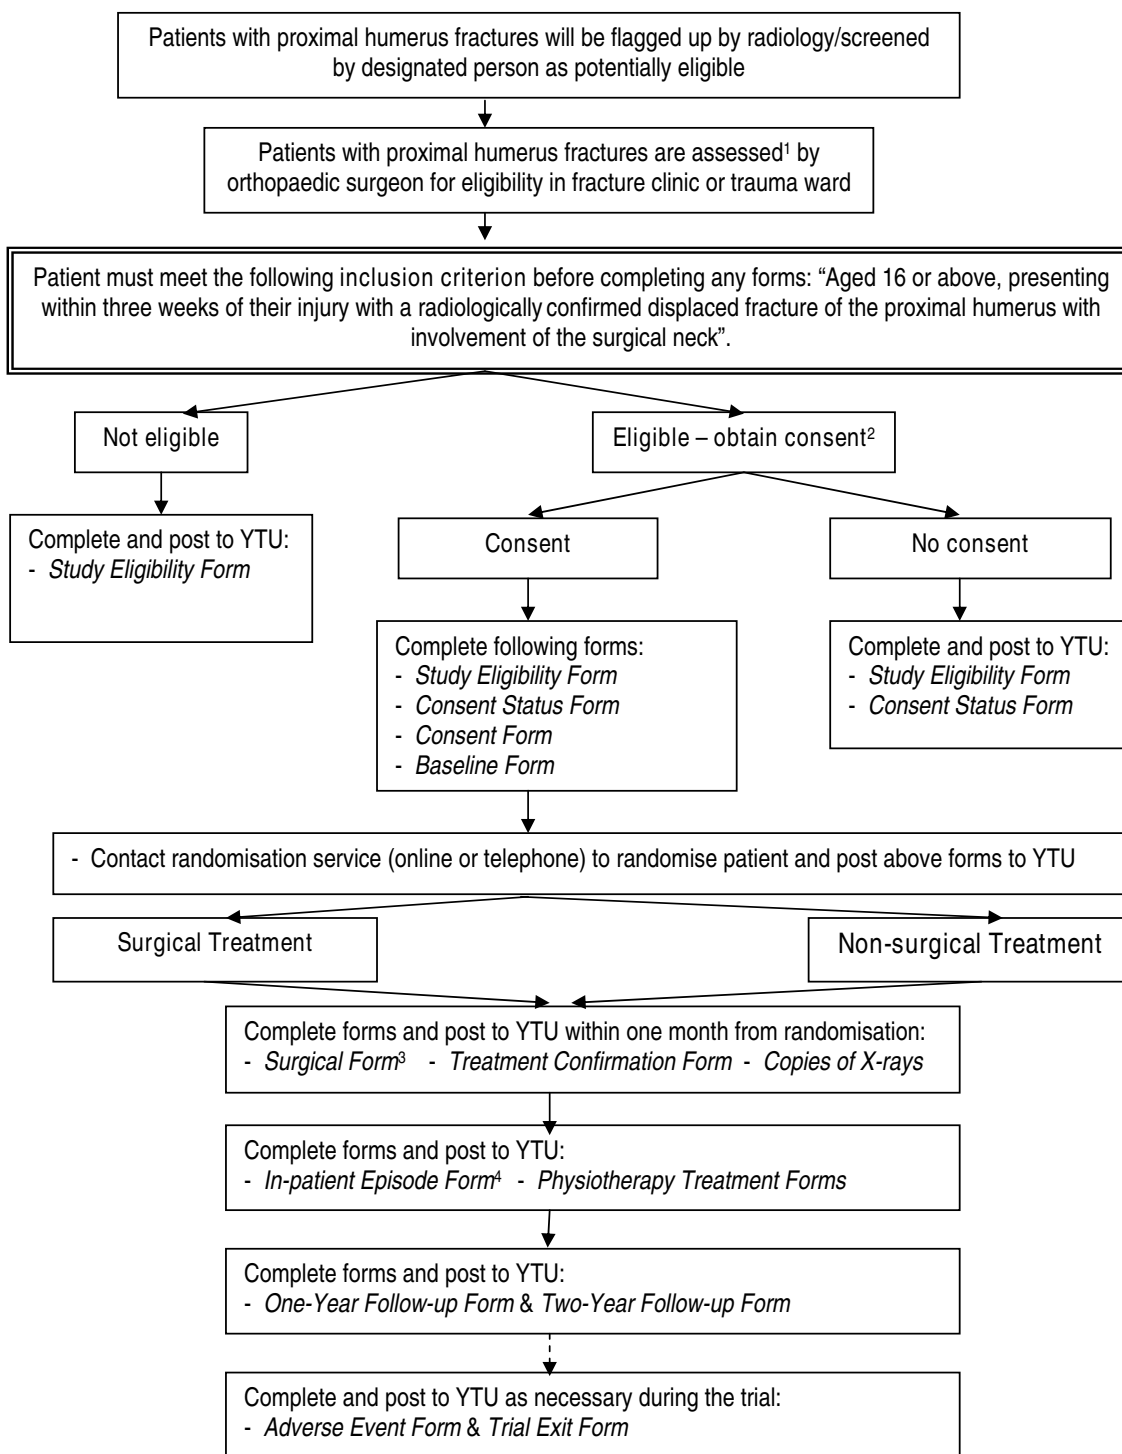 Patients with proximal humerus fractures will be flagged up by radiology/screened
by designated person as potentially eligible
Patients with proximal humerus fractures are assessed¹ by
orthopaedic surgeon for eligibility in fracture clinic or trauma ward
Patient must meet the following inclusion criterion before completing any forms: “Aged 16 or above, presenting
within three weeks of their injury with a radiologically confirmed displaced fracture of the proximal humerus with
involvement of the surgical neck”.
Not eligible
Eligible – obtain consent²
Complete and post to YTU:
- Study Eligibility Form
Consent
No consent
Complete following forms:
- Study Eligibility Form
- Consent Status Form
- Consent Form
- Baseline Form
Complete and post to YTU:
- Study Eligibility Form
- Consent Status Form
- Contact randomisation service (online or telephone) to randomise patient and post above forms to YTU
Surgical Treatment
Non-surgical Treatment
Complete forms and post to YTU within one month from randomisation:
- Surgical Form³ - Treatment Confirmation Form - Copies of X-rays
Complete forms and post to YTU:
- In-patient Episode Form⁴ - Physiotherapy Treatment Forms
Complete forms and post to YTU:
- One-Year Follow-up Form & Two-Year Follow-up Form
Complete and post to YTU as necessary during the trial:
- Adverse Event Form & Trial Exit Form